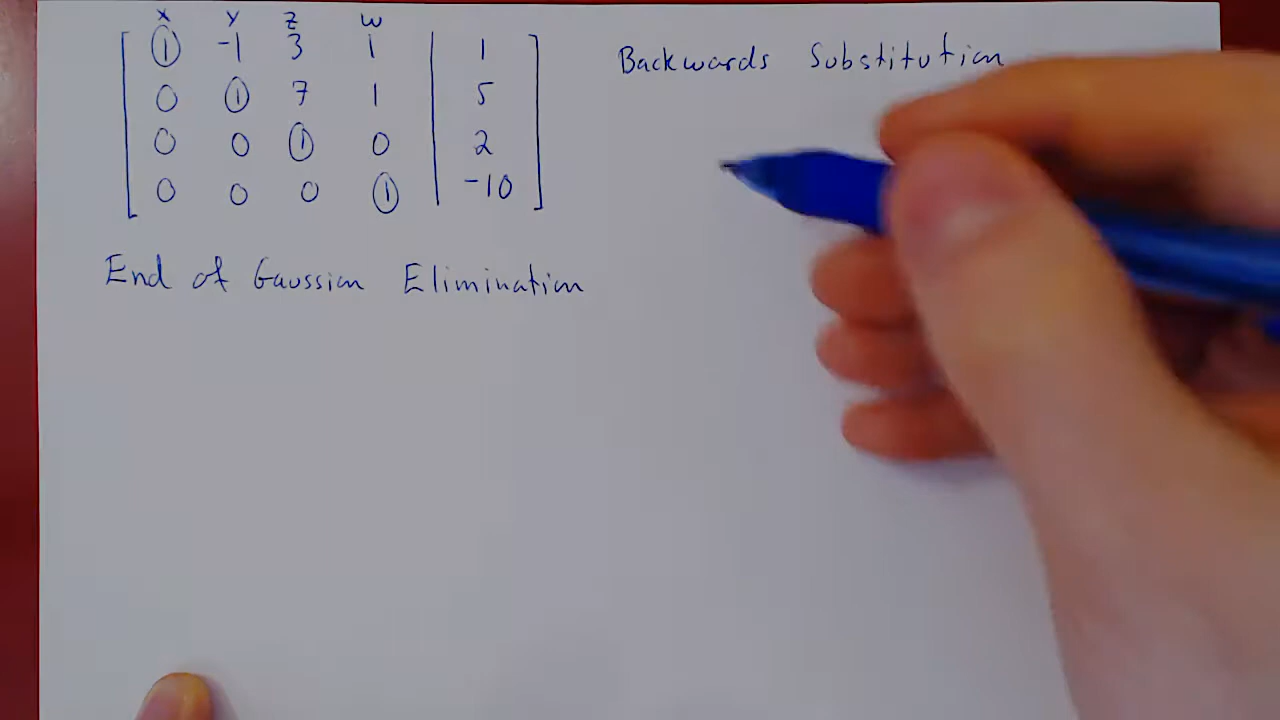 x y z w
1 -1 3 1 1
0 1 7 1 5
0 0 1 0 2
0 0 0 1 -10
Backwards Substitution
End of Gaussian Elimination